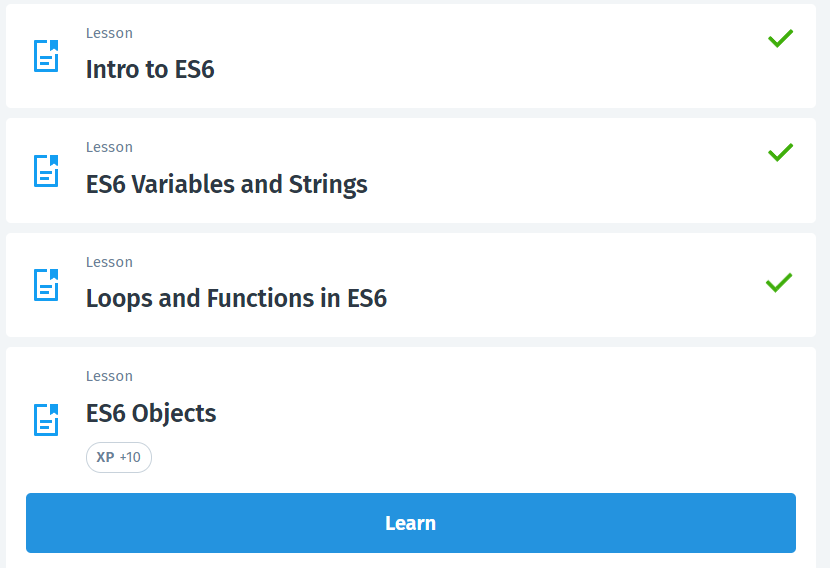 Lesson
Intro to ES6
Lesson
ES6 Variables and Strings
Lesson
Loops and Functions in ES6
Lesson
ES6 Objects
XP +10
Learn